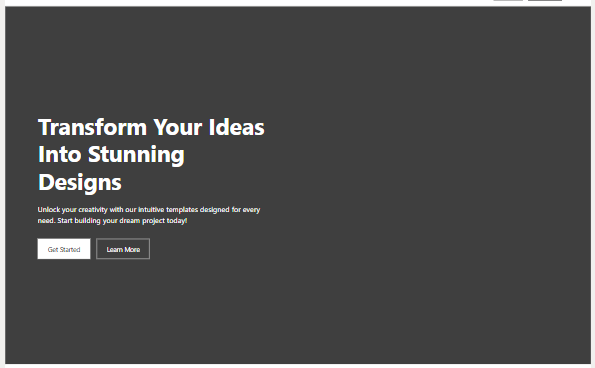 Transform Your Ideas
Into Stunning
Designs
Unlock your creativity with our intuitive templates designed for every
need. Start building your dream project today!
Get Started
Learn More